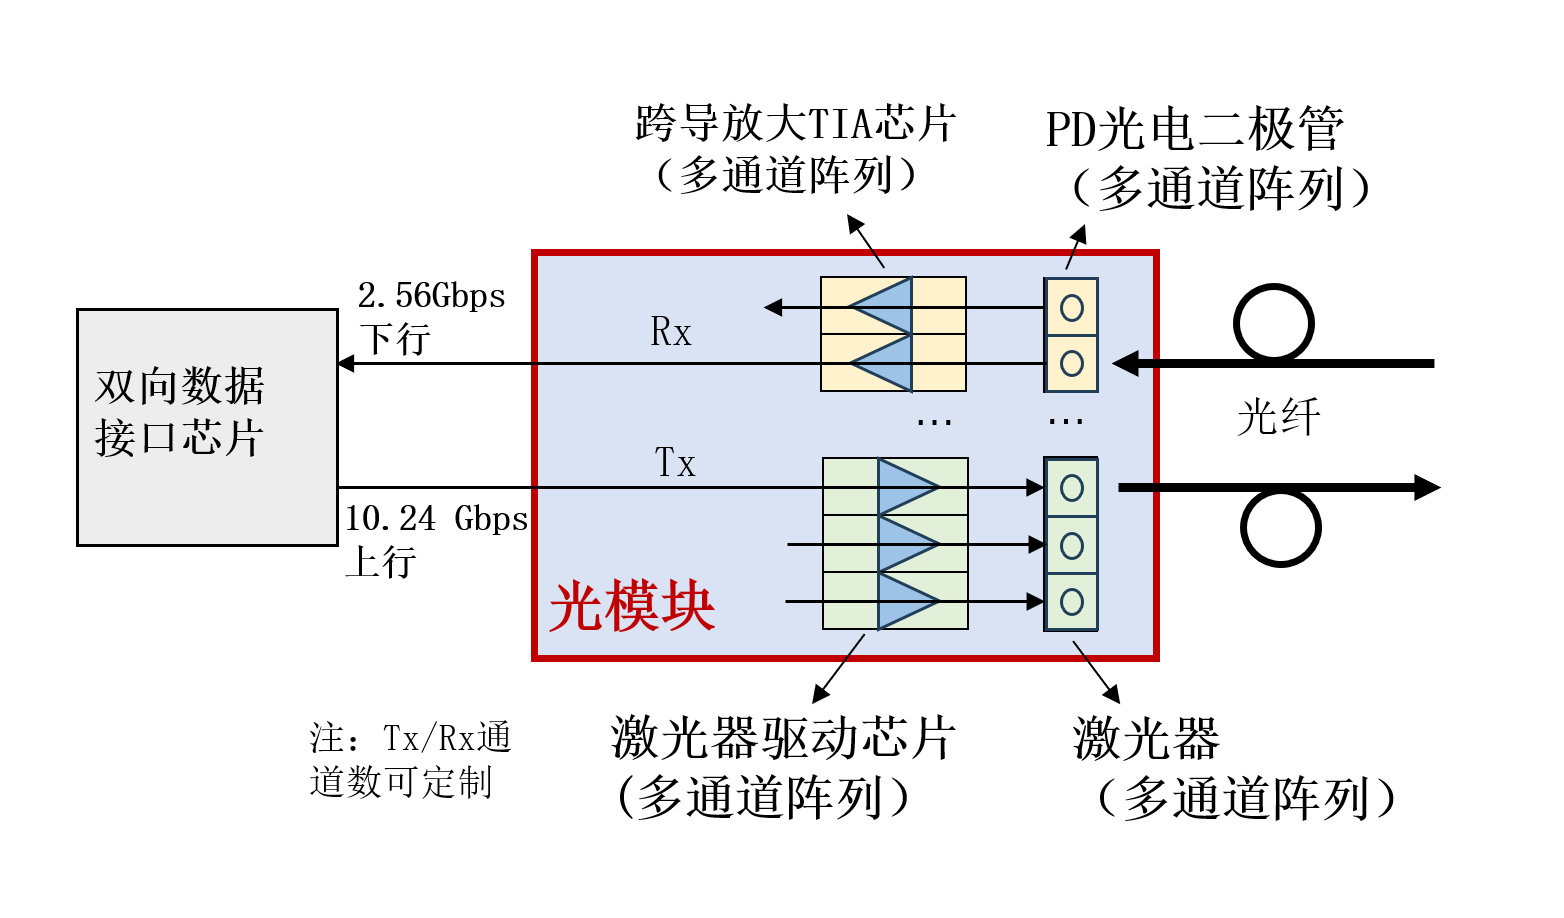 跨导放大TIA芯片
（多通道阵列）
PD光电二极管
（多通道阵列）
2.56Gbps
下行
Rx
双向数据
接口芯片
光纤
...
...
Tx
10.24 Gbps
上行
光模块
注：Tx/Rx通
道数可定制
激光器驱动芯片
(多通道阵列）
激光器
（多通道阵列）